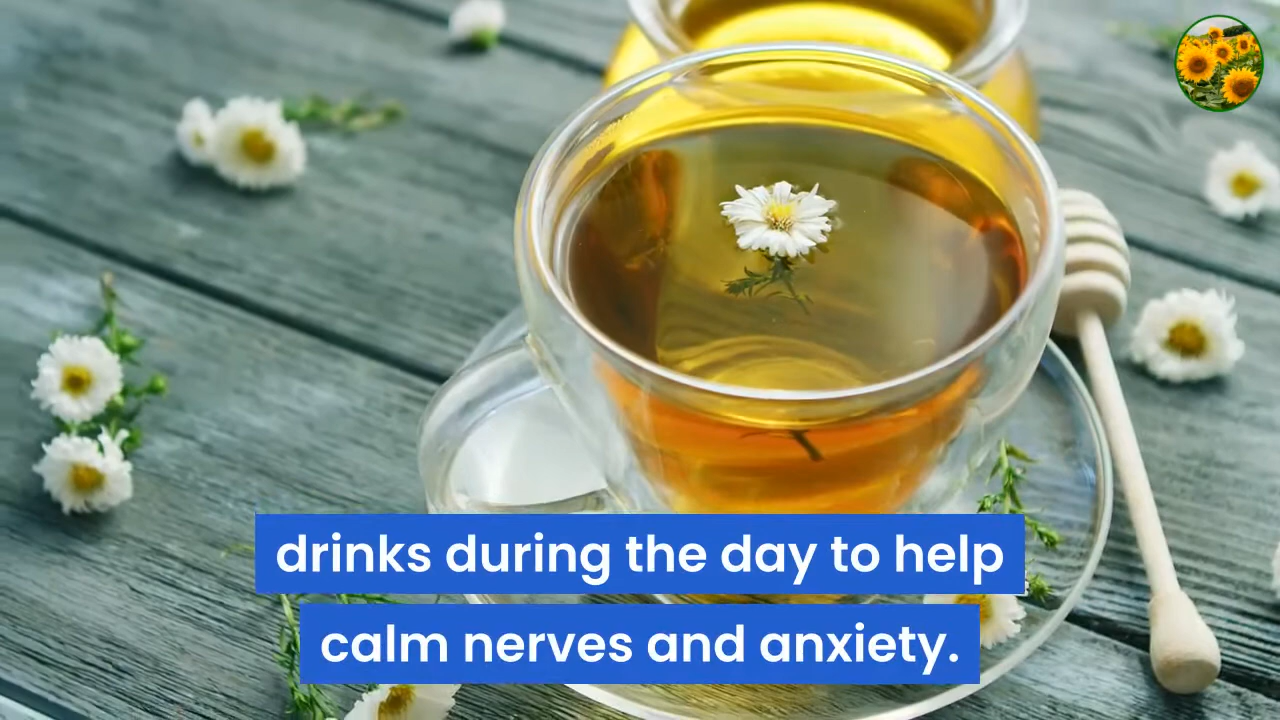 drinks during the day to help
calm nerves and anxiety.